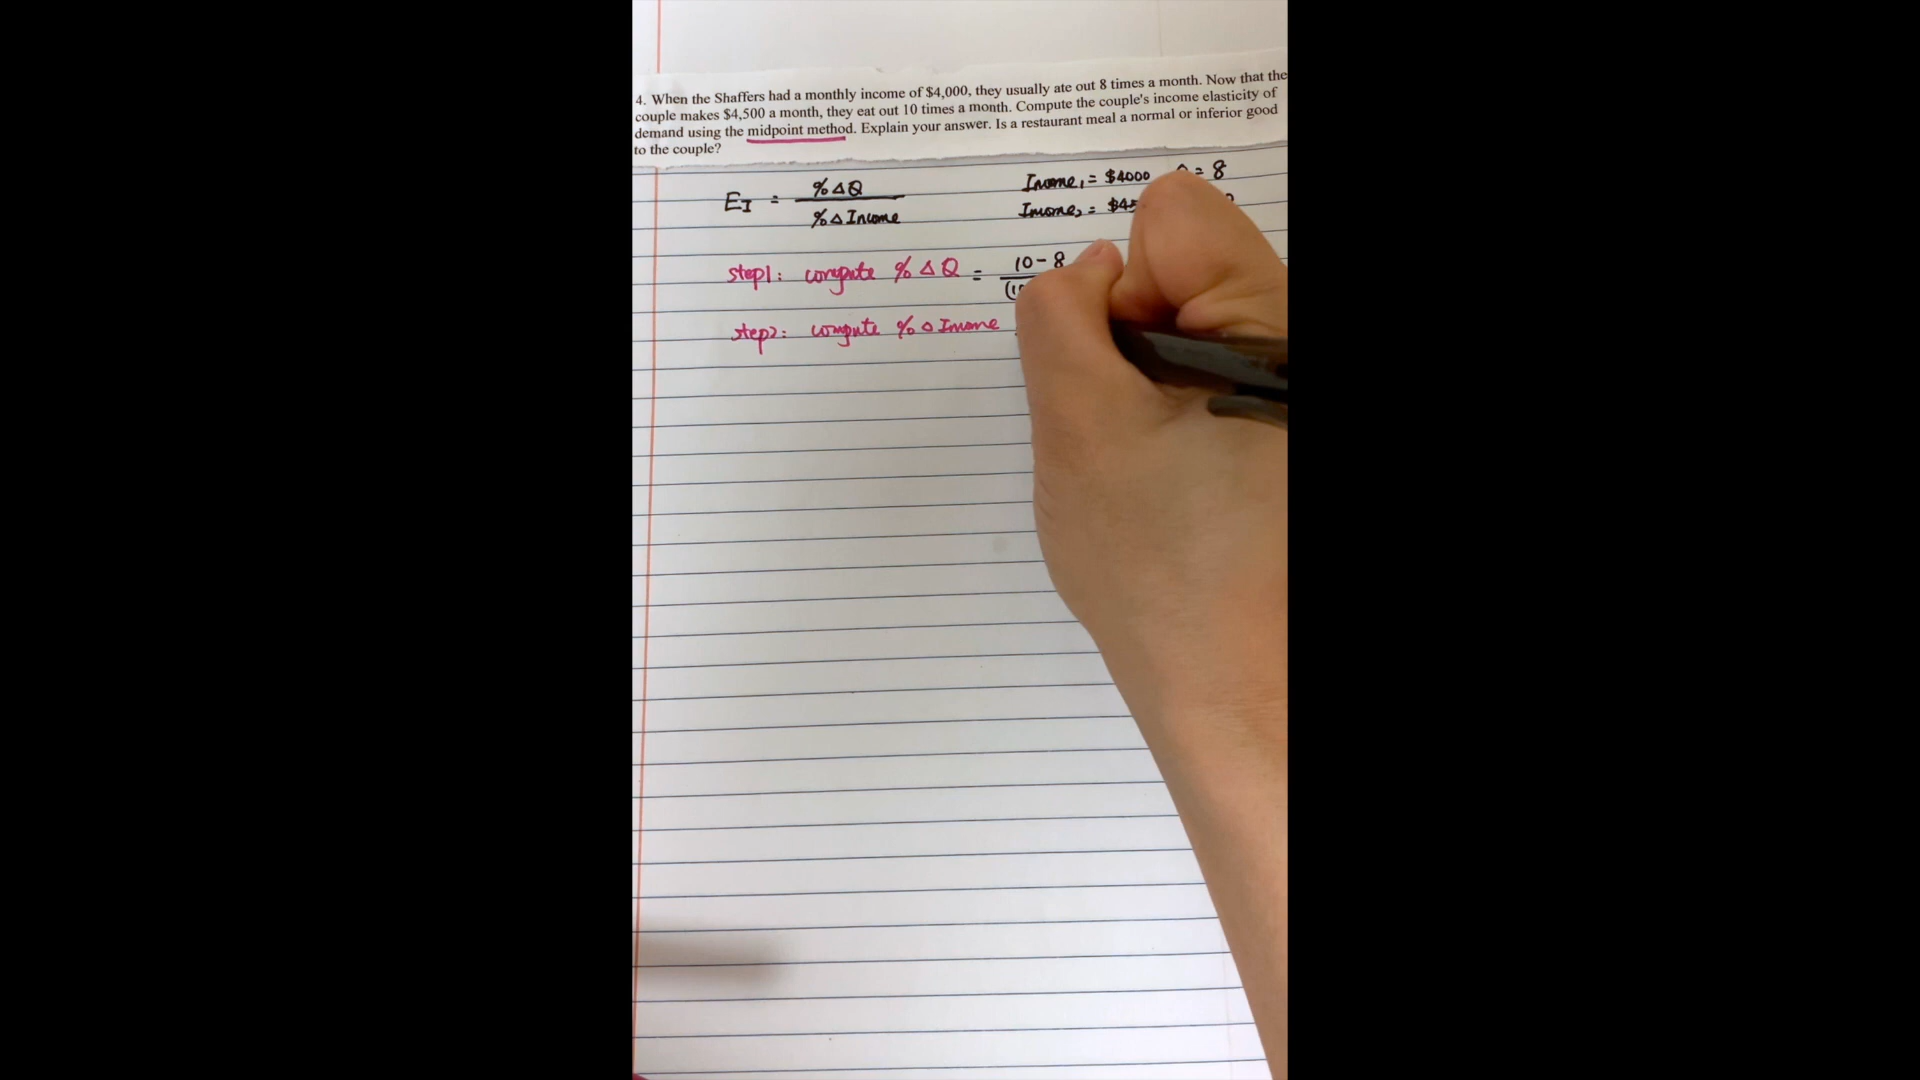 4. When the Shaffers had a monthly income of $4,000, they usually ate out 8 times a month. Now that the
couple makes $4,500 a month, they eat out 10 times a month. Compute the couple's income elasticity of
demand using the midpoint method. Explain your answer. Is a restaurant meal a normal or inferior good
to the couple?
E_I = %ΔQ / %ΔIncome
Income₁ = $4000 = 8
Income₂ = $45
step1: compute %ΔQ = 10-8
step2: compute %ΔIncome